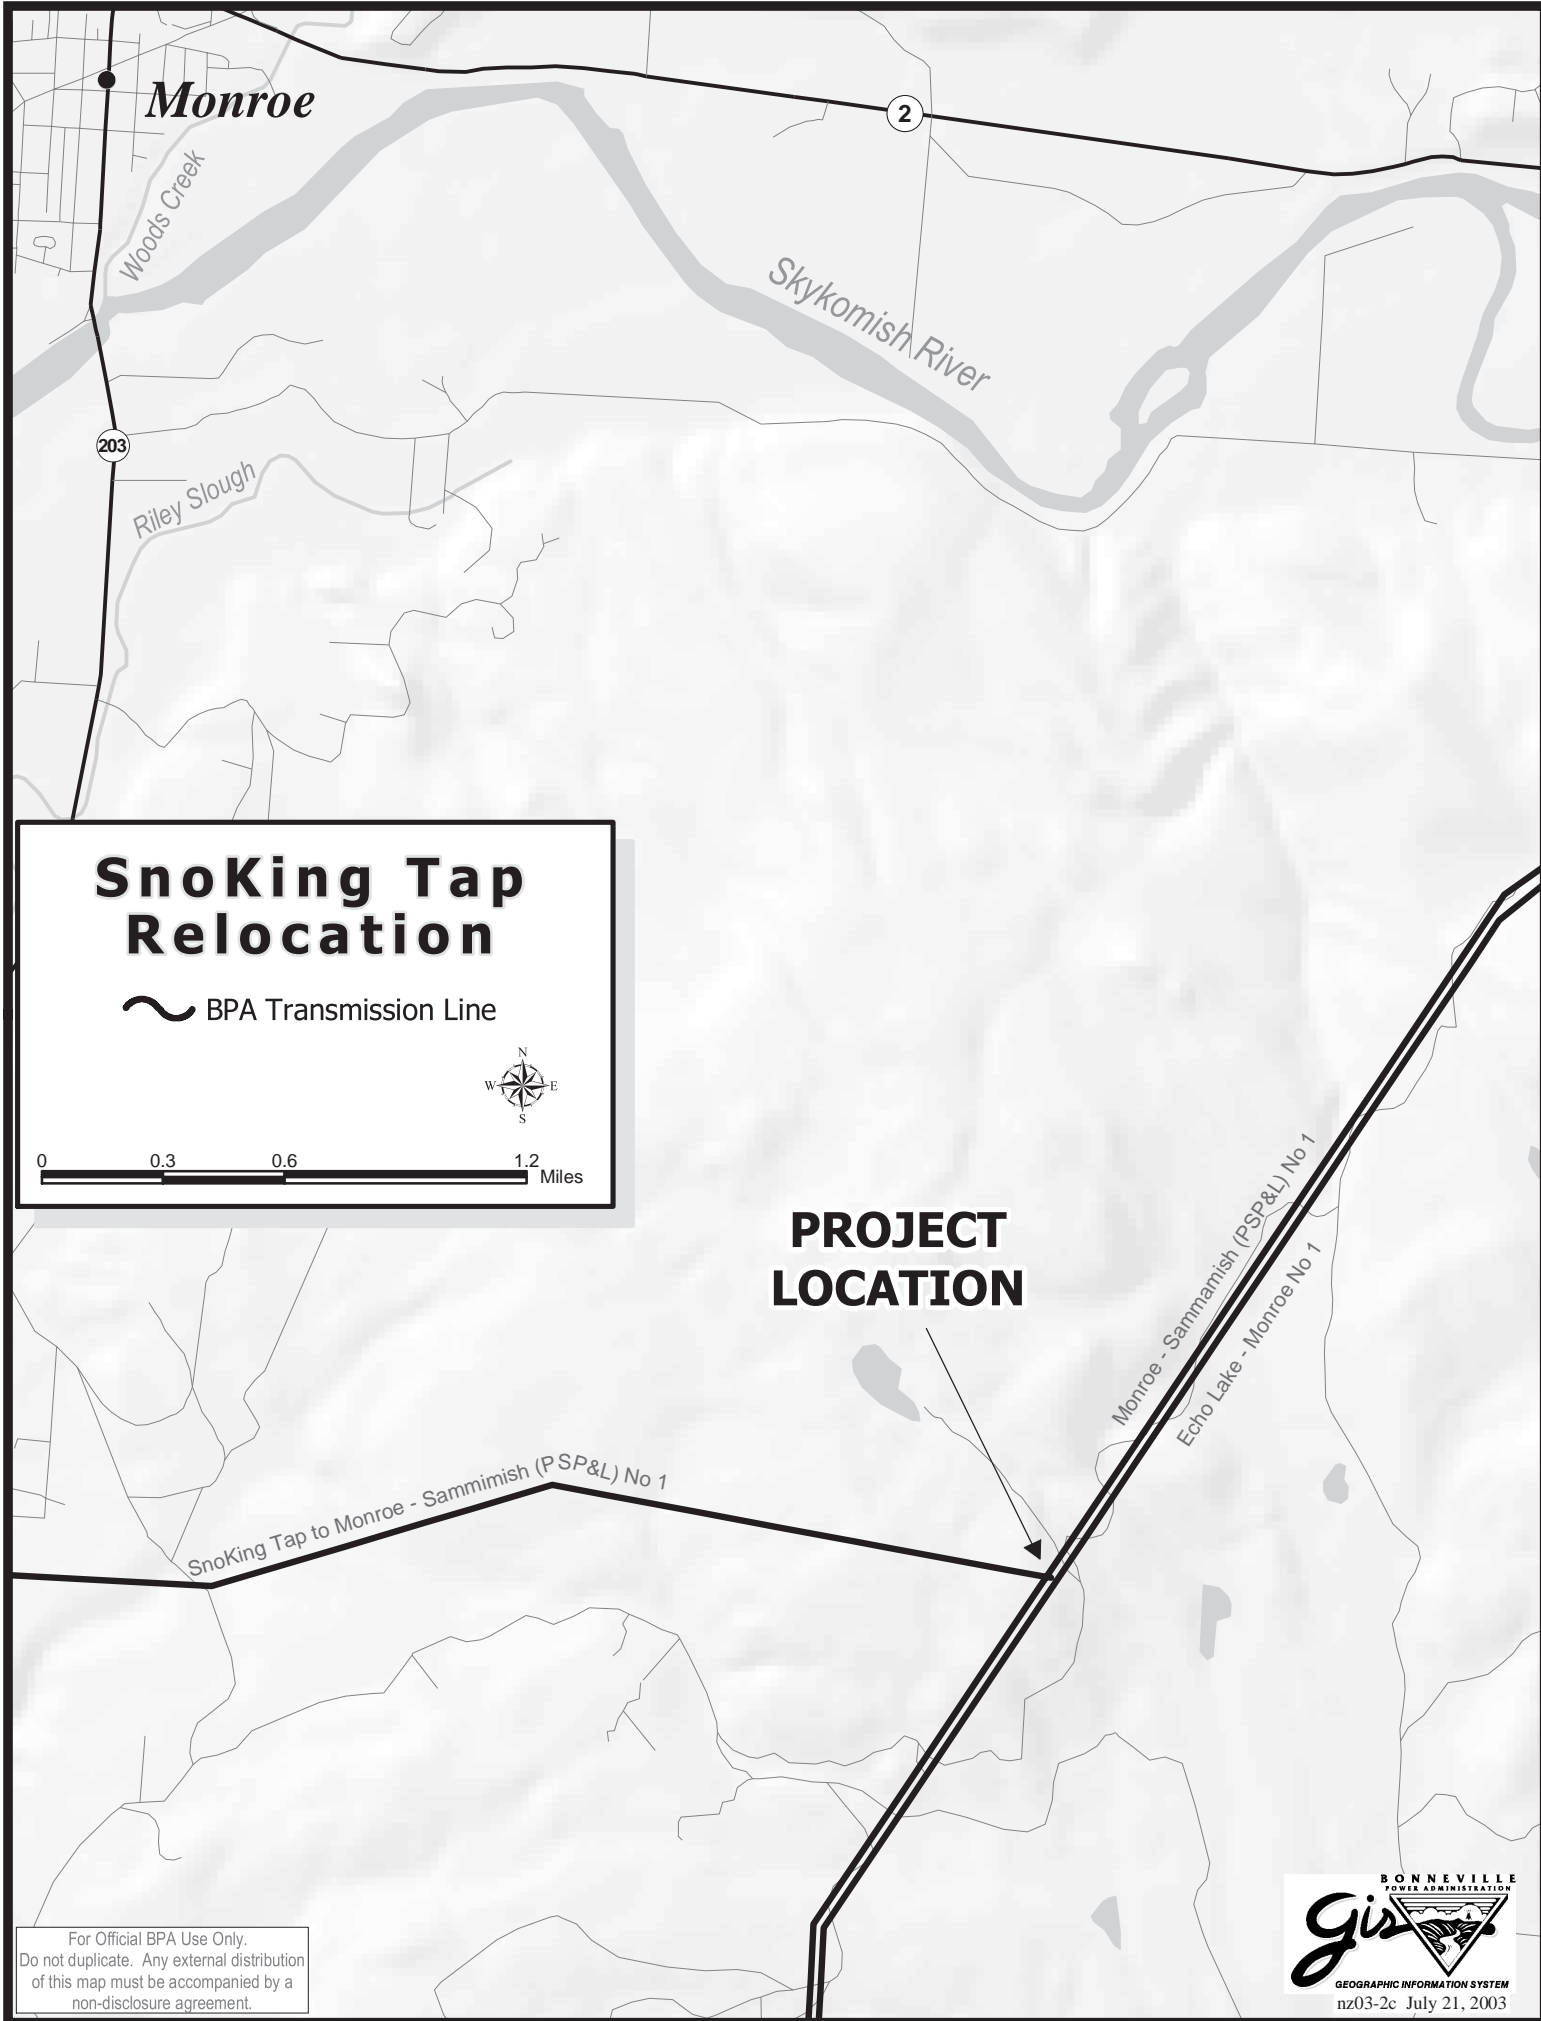 Monroe
2
Woods Creek
Skykomish River
203
Riley Slough
SnoKing Tap
Relocation
BPA Transmission Line
N
W E
S
0 0.3 0.6 1.2
Miles
PROJECT
LOCATION
Monroe - Sammamish (PSP&L) No 1
Echo Lake - Monroe No 1
SnoKing Tap to Monroe - Sammimish (PSP&L) No 1
For Official BPA Use Only.
Do not duplicate. Any external distribution
of this map must be accompanied by a
non-disclosure agreement.
BONNEVILLE
POWER ADMINISTRATION
Gis
GEOGRAPHIC INFORMATION SYSTEM
nz03-2c July 21, 2003